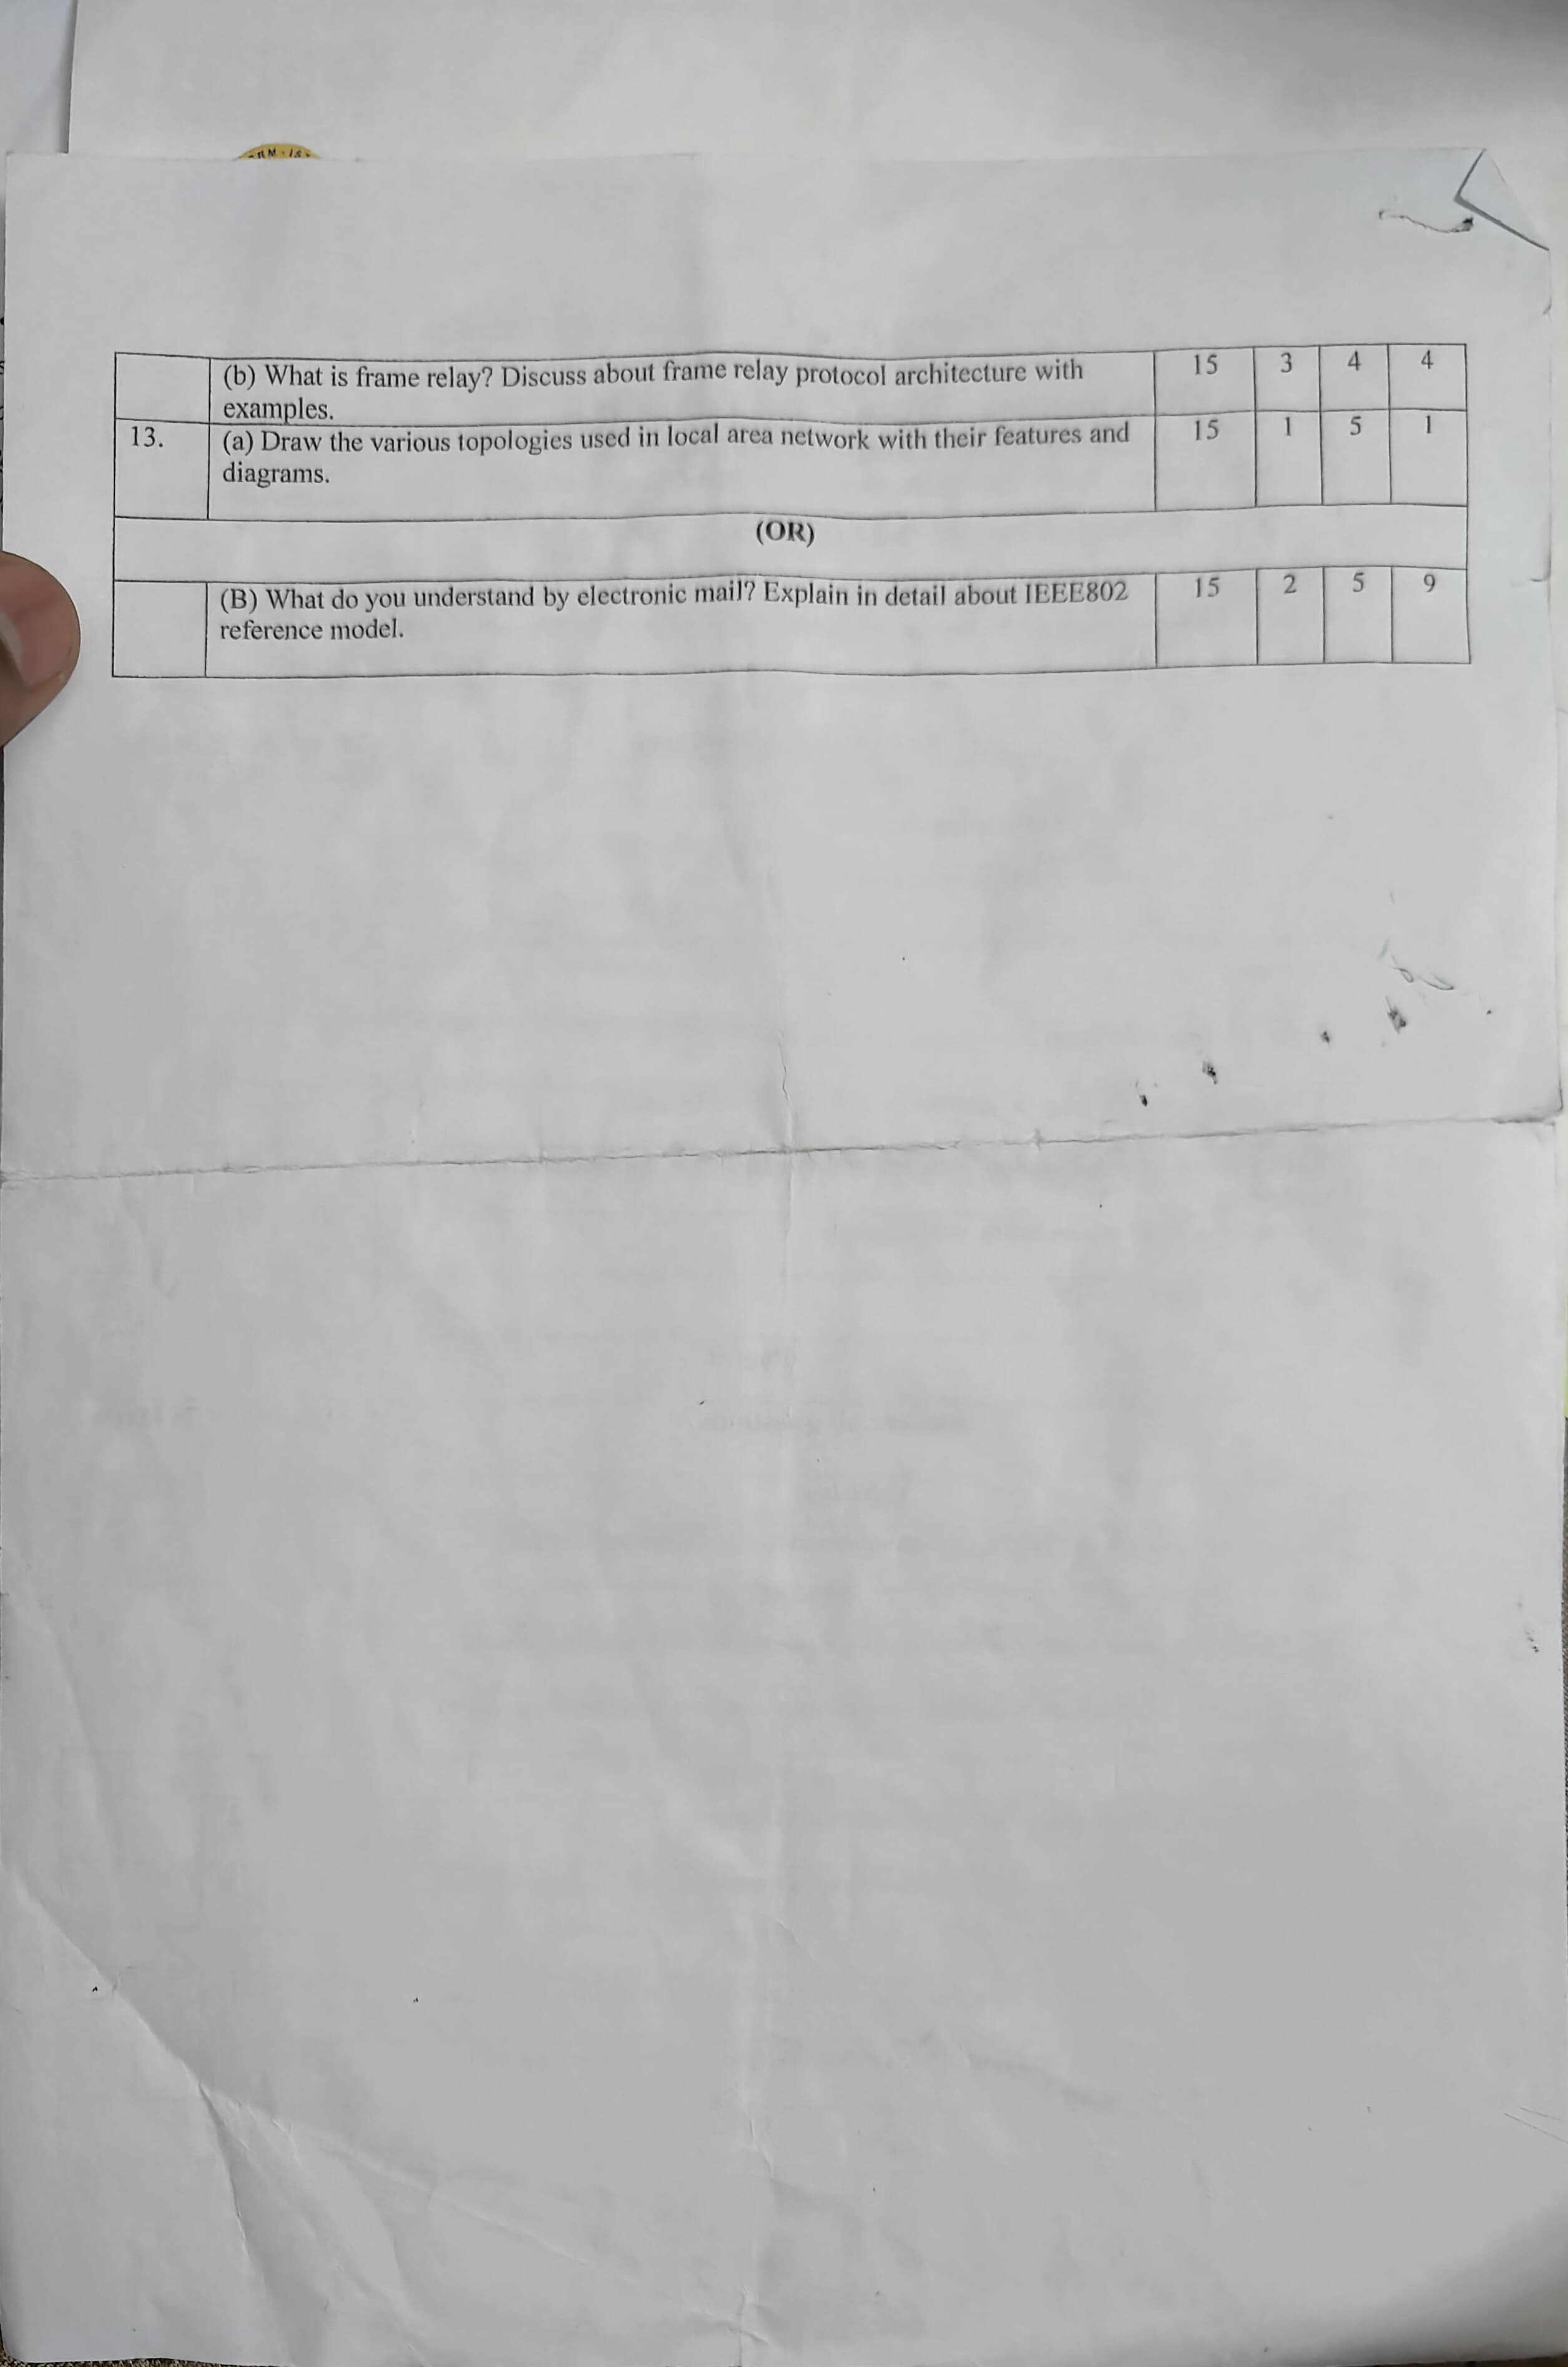 (b) What is frame relay? Discuss about frame relay protocol architecture with 15 3 4 4
examples.
13. (a) Draw the various topologies used in local area network with their features and 15 1 5 1
diagrams.
(OR)
(B) What do you understand by electronic mail? Explain in detail about IEEE802 15 2 5 9
reference model.